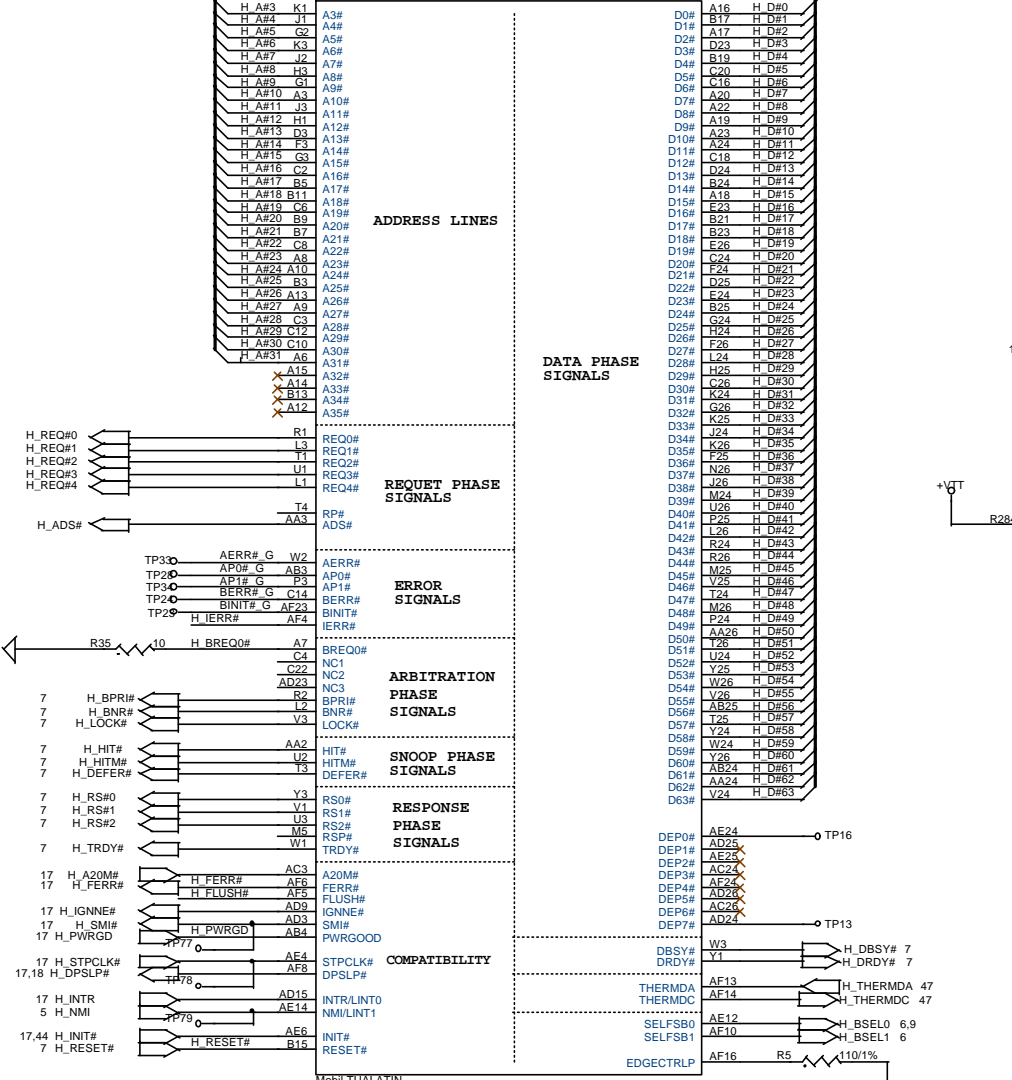 H_A#3 K1 A3# D0# A16 H_D#0
H_A#4 J1 A4# D1# B17 H_D#1
H_A#5 G2 A5# D2# A17 H_D#2
H_A#6 K3 A6# D3# D23 H_D#3
H_A#7 J2 A7# D4# B19 H_D#4
H_A#8 H3 A8# D5# C20 H_D#5
H_A#9 G1 A9# D6# C16 H_D#6
H_A#10 A3 A10# D7# A20 H_D#7
H_A#11 J3 A11# D8# A22 H_D#8
H_A#12 H1 A12# D9# A19 H_D#9
H_A#13 D3 A13# D10# A23 H_D#10
H_A#14 F3 A14# D11# A24 H_D#11
H_A#15 G3 A15# D12# C18 H_D#12
H_A#16 C2 A16# D13# D24 H_D#13
H_A#17 B5 A17# D14# B24 H_D#14
H_A#18 B11 A18# D15# A18 H_D#15
H_A#19 C6 A19# D16# E23 H_D#16
H_A#20 B9 A20# ADDRESS LINES D17# B21 H_D#17
H_A#21 B7 A21# D18# B23 H_D#18
H_A#22 C8 A22# D19# E26 H_D#19
H_A#23 A8 A23# D20# C24 H_D#20
H_A#24 A10 A24# D21# F24 H_D#21
H_A#25 B3 A25# D22# D25 H_D#22
H_A#26 A13 A26# D23# E24 H_D#23
H_A#27 A9 A27# D24# B25 H_D#24
H_A#28 C3 A28# D25# G24 H_D#25
H_A#29 C12 A29# D26# H24 H_D#26
H_A#30 C10 A30# D27# F26 H_D#27
H_A#31 A6 A31# DATA PHASE D28# L24 H_D#28
A15 A32# SIGNALS D29# H25 H_D#29
A14 A33# D30# C26 H_D#30
B13 A34# D31# K24 H_D#31
A12 A35# D32# G26 H_D#32
D33# K25 H_D#33
H_REQ#0 R1 REQ0# D34# J24 H_D#34
H_REQ#1 L3 REQ1# D35# K26 H_D#35
H_REQ#2 T1 REQ2# D36# F25 H_D#36
H_REQ#3 U1 REQ3# D37# N26 H_D#37
H_REQ#4 L1 REQ4# REQUET PHASE D38# J26 H_D#38
SIGNALS D39# M24 H_D#39
T4 RP# D40# U26 H_D#40
H_ADS# AA3 ADS# D41# P25 H_D#41
D42# L26 H_D#42
D43# R24 H_D#43
TP33 AERR#_G W2 AERR# D44# R26 H_D#44
AP0#_G AB3 AP0# D45# M25 H_D#45
TP34 AP1#_G P3 AP1# ERROR D46# V25 H_D#46
TP24 BERR#_G C14 BERR# SIGNALS D47# T24 H_D#47
BINIT#_G AF23 BINIT# D48# M26 H_D#48
H_IERR# AF4 IERR# D49# P24 H_D#49
D50# AA26 H_D#50
R35 10 H_BREQ0# A7 BREQ0# D51# T26 H_D#51
C4 NC1 D52# U24 H_D#52
C22 NC2 ARBITRATION D53# Y25 H_D#53
AD23 NC3 D54# W26 H_D#54
7 H_BPRI# R2 BPRI# PHASE D55# V26 H_D#55
7 H_BNR# L2 BNR# SIGNALS D56# AB25 H_D#56
7 H_LOCK# V3 LOCK# D57# T25 H_D#57
D58# Y24 H_D#58
7 H_HIT# AA2 HIT# SNOOP PHASE D59# W24 H_D#59
7 H_HITM# U2 HITM# SIGNALS D60# Y26 H_D#60
7 H_DEFER# T3 DEFER# D61# AB24 H_D#61
D62# AA24 H_D#62
7 H_RS#0 Y3 RS0# RESPONSE D63# V24 H_D#63
7 H_RS#1 V1 RS1#
7 H_RS#2 U3 RS2# PHASE
M5 RSP# SIGNALS DEP0# AE24 TP16
7 H_TRDY# W1 TRDY# DEP1# AD25
DEP2# AE25
17 H_A20M# AC3 A20M# DEP3# AC24
17 H_FERR# H_FERR# AF6 FERR# DEP4# AF24
H_FLUSH# AF5 FLUSH# DEP5# AD26
17 H_IGNNE# AD9 IGNNE# DEP6# AC26
17 H_SMI# AD3 SMI# DEP7# AD24 TP13
17 H_PWRGD H_PWRGD AB4 PWRGOOD
TP77 DBSY# W3 H_DBSY# 7
17 H_STPCLK# AE4 STPCLK# COMPATIBILITY DRDY# Y1 H_DRDY# 7
17,18 H_DPSLP# AF8 DPSLP#
TP78 THERMDA AF13 H_THERMDA 47
17 H_INTR AD15 INTR/LINT0 THERMDC AF14 H_THERMDC 47
5 H_NMI AE14 NMI/LINT1
TP79 SELFSB0 AE12 H_BSEL0 6,9
17,44 H_INIT# AE6 INIT# SELFSB1 AF10 H_BSEL1 6
7 H_RESET# H_RESET# B15 RESET#
EDGECTRLP AF16 R5 110/1%
+VTT
Mobil TUALATIN